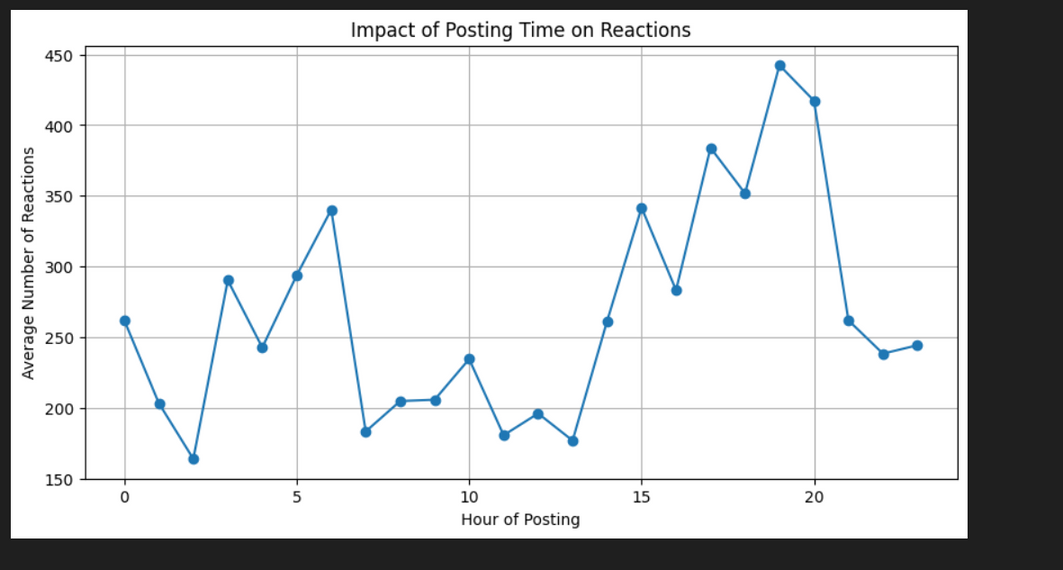 Impact of Posting Time on Reactions
450
400
350
300
250
200
150
Average Number of Reactions
0 5 10 15 20
Hour of Posting